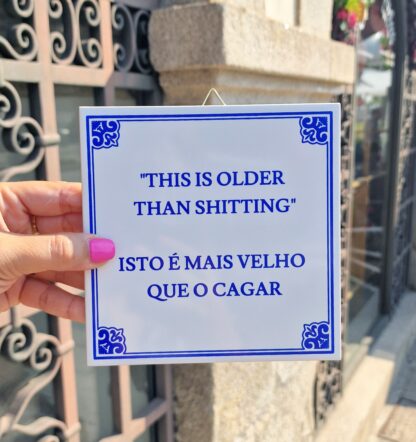 "THIS IS OLDER
THAN SHITTING"
ISTO É MAIS VELHO
QUE O CAGAR